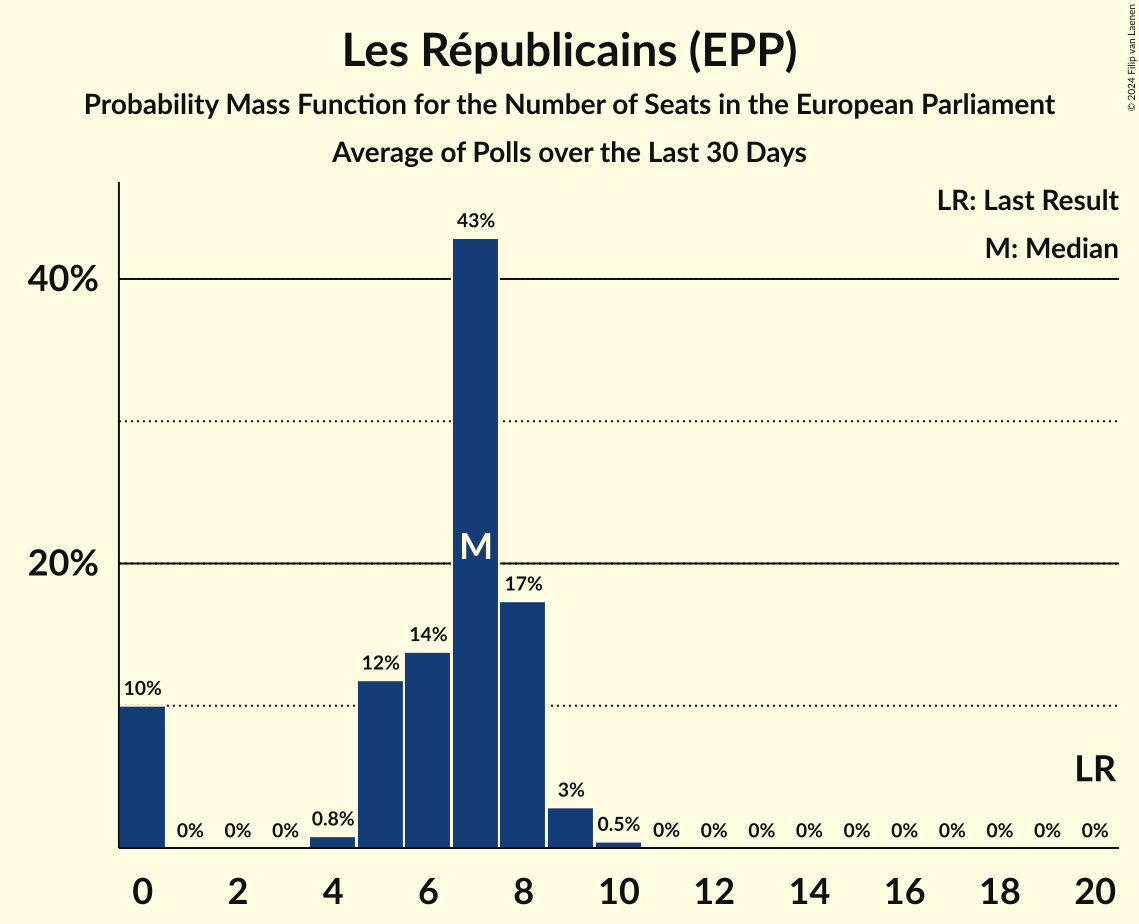 Les Républicains (EPP)
Probability Mass Function for the Number of Seats in the European Parliament
Average of Polls over the Last 30 Days
© 2024 Filip van Laenen
LR: Last Result
M: Median
40%
20%
10%
0%
0%
0%
0.8%
12%
14%
43%
17%
3%
0.5%
0%
0%
0%
0%
0%
0%
0%
0%
0%
0%
M
LR
0 2 4 6 8 10 12 14 16 18 20